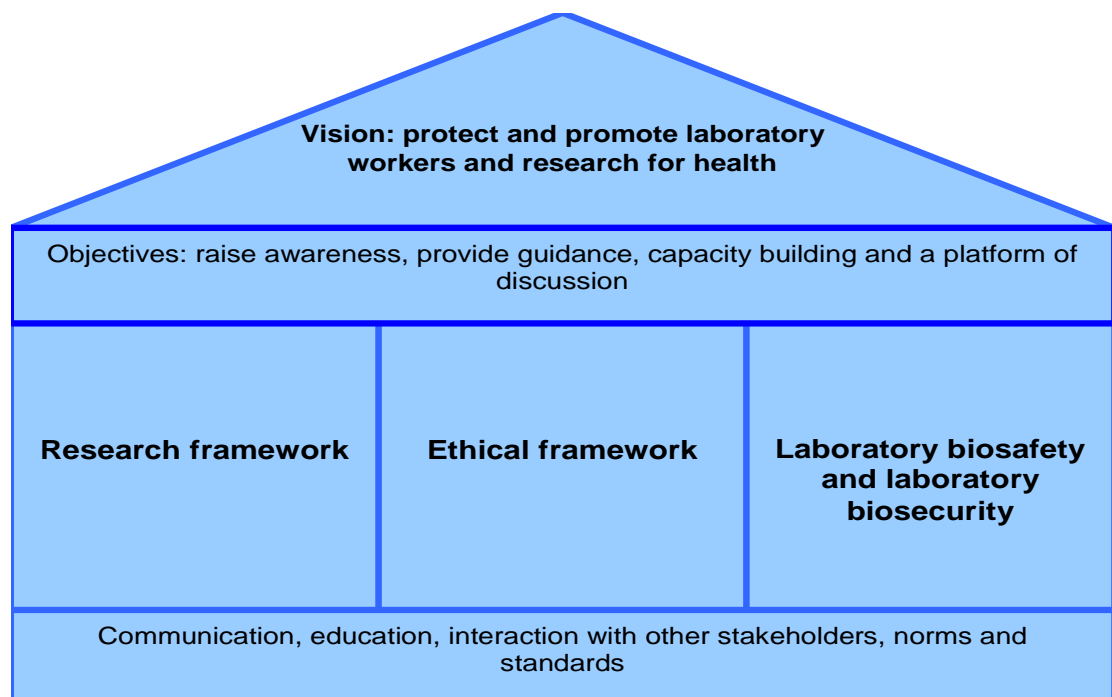 Vision: protect and promote laboratory
workers and research for health
Objectives: raise awareness, provide guidance, capacity building and a platform of
discussion
Research framework
Ethical framework
Laboratory biosafety
and laboratory
biosecurity
Communication, education, interaction with other stakeholders, norms and
standards